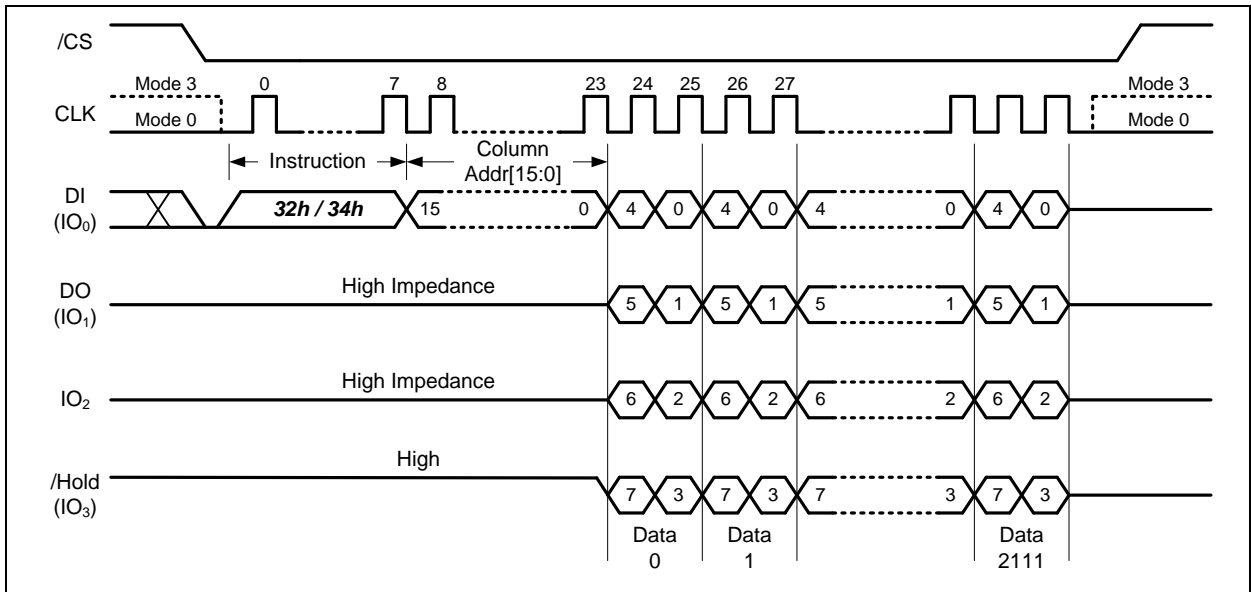 /CS
Mode 3 0 7 8 23 24 25 26 27 Mode 3
CLK
Mode 0 Mode 0
Instruction Column
Addr[15:0]
DI
(IO0) 32h / 34h 15 0 4 0 4 0 4 0 4 0
DO
(IO1) High Impedance 5 1 5 1 5 1 5 1
IO2 High Impedance 6 2 6 2 6 2 6 2
High
/Hold
(IO3) 7 3 7 3 7 3 7 3
Data Data Data
0 1 2111